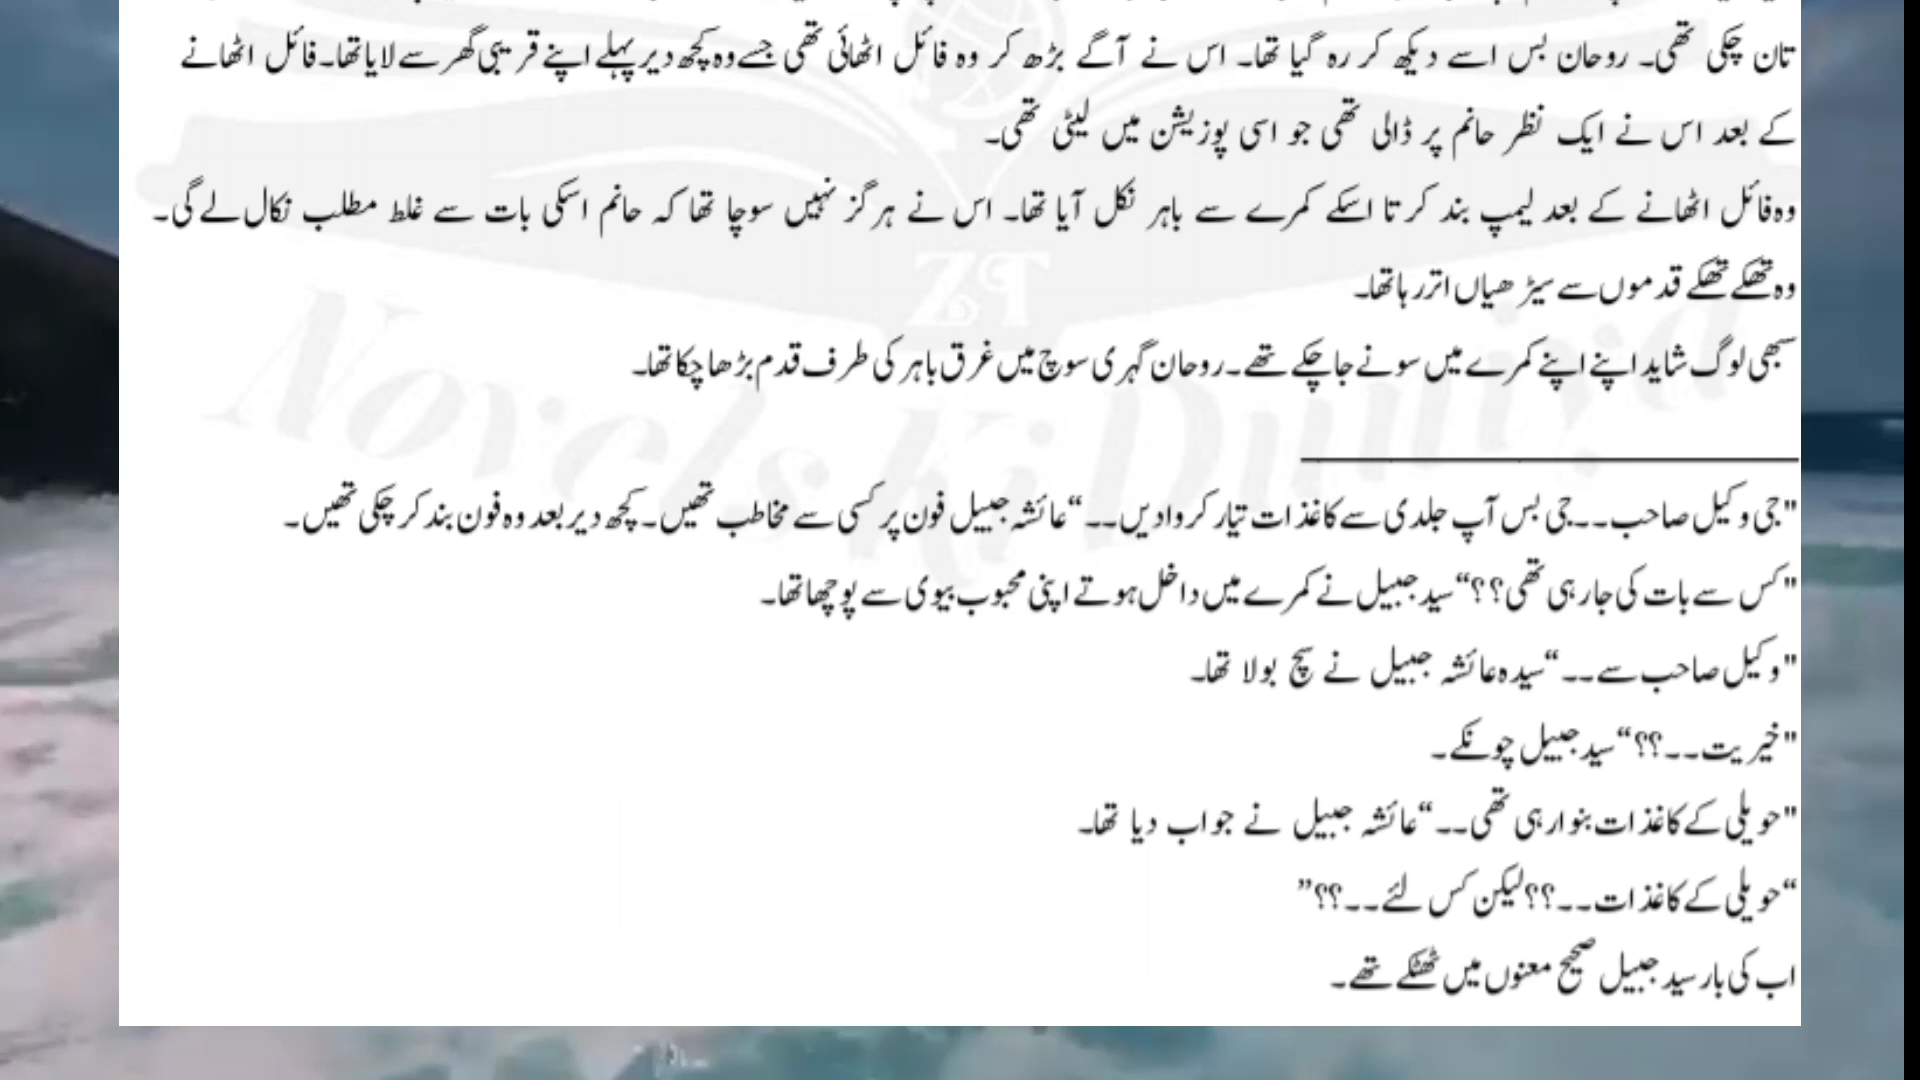 تان چکی تھی۔ روحان بس اسے دیکھ کر رہ گیا تھا۔ اس نے آگے بڑھ کر وہ فائل اٹھائی تھی جسے وہ کچھ دیر پہلے اپنے قریبی گھر سے لایا تھا۔ فائل اٹھانے
کے بعد اس نے ایک نظر حانم پر ڈالی تھی جو اسی پوزیشن میں لیٹی تھی۔
وہ فائل اٹھانے کے بعد لیمپ بند کرتا اسکے کمرے سے باہر نکل آیا تھا۔ اس نے ہرگز نہیں سوچا تھا کہ حانم اسکی بات سے غلط مطلب نکال لے گی۔
وہ تھکے تھکے قدموں سے سیڑھیاں اتر رہا تھا۔
سبھی لوگ شاید اپنے اپنے کمرے میں سونے جا چکے تھے۔ روحان گہری سوچ میں غرق باہر کی طرف قدم بڑھا چکا تھا۔
"جی وکیل صاحب۔۔ جی بس آپ جلدی سے کاغذات تیار کروا دیں۔۔“ عائشہ جبیل فون پر کسی سے مخاطب تھیں۔ کچھ دیر بعد وہ فون بند کر چکی تھیں۔
"کس سے بات کی جارہی تھی؟؟“ سید جبیل نے کمرے میں داخل ہوتے اپنی محبوب بیوی سے پوچھا تھا۔
"وکیل صاحب سے۔۔“ سیدہ عائشہ جبیل نے سچ بولا تھا۔
"خیریت۔۔؟؟“ سید جبیل چونکے۔
"حویلی کے کاغذات بنوا رہی تھی۔۔“ عائشہ جبیل نے جواب دیا تھا۔
“حویلی کے کاغذات۔۔؟؟ لیکن کس لئے۔۔؟؟”
اب کی بار سید جبیل صحیح معنوں میں ٹھٹکے تھے۔
ZT
Novels Ki Duniya